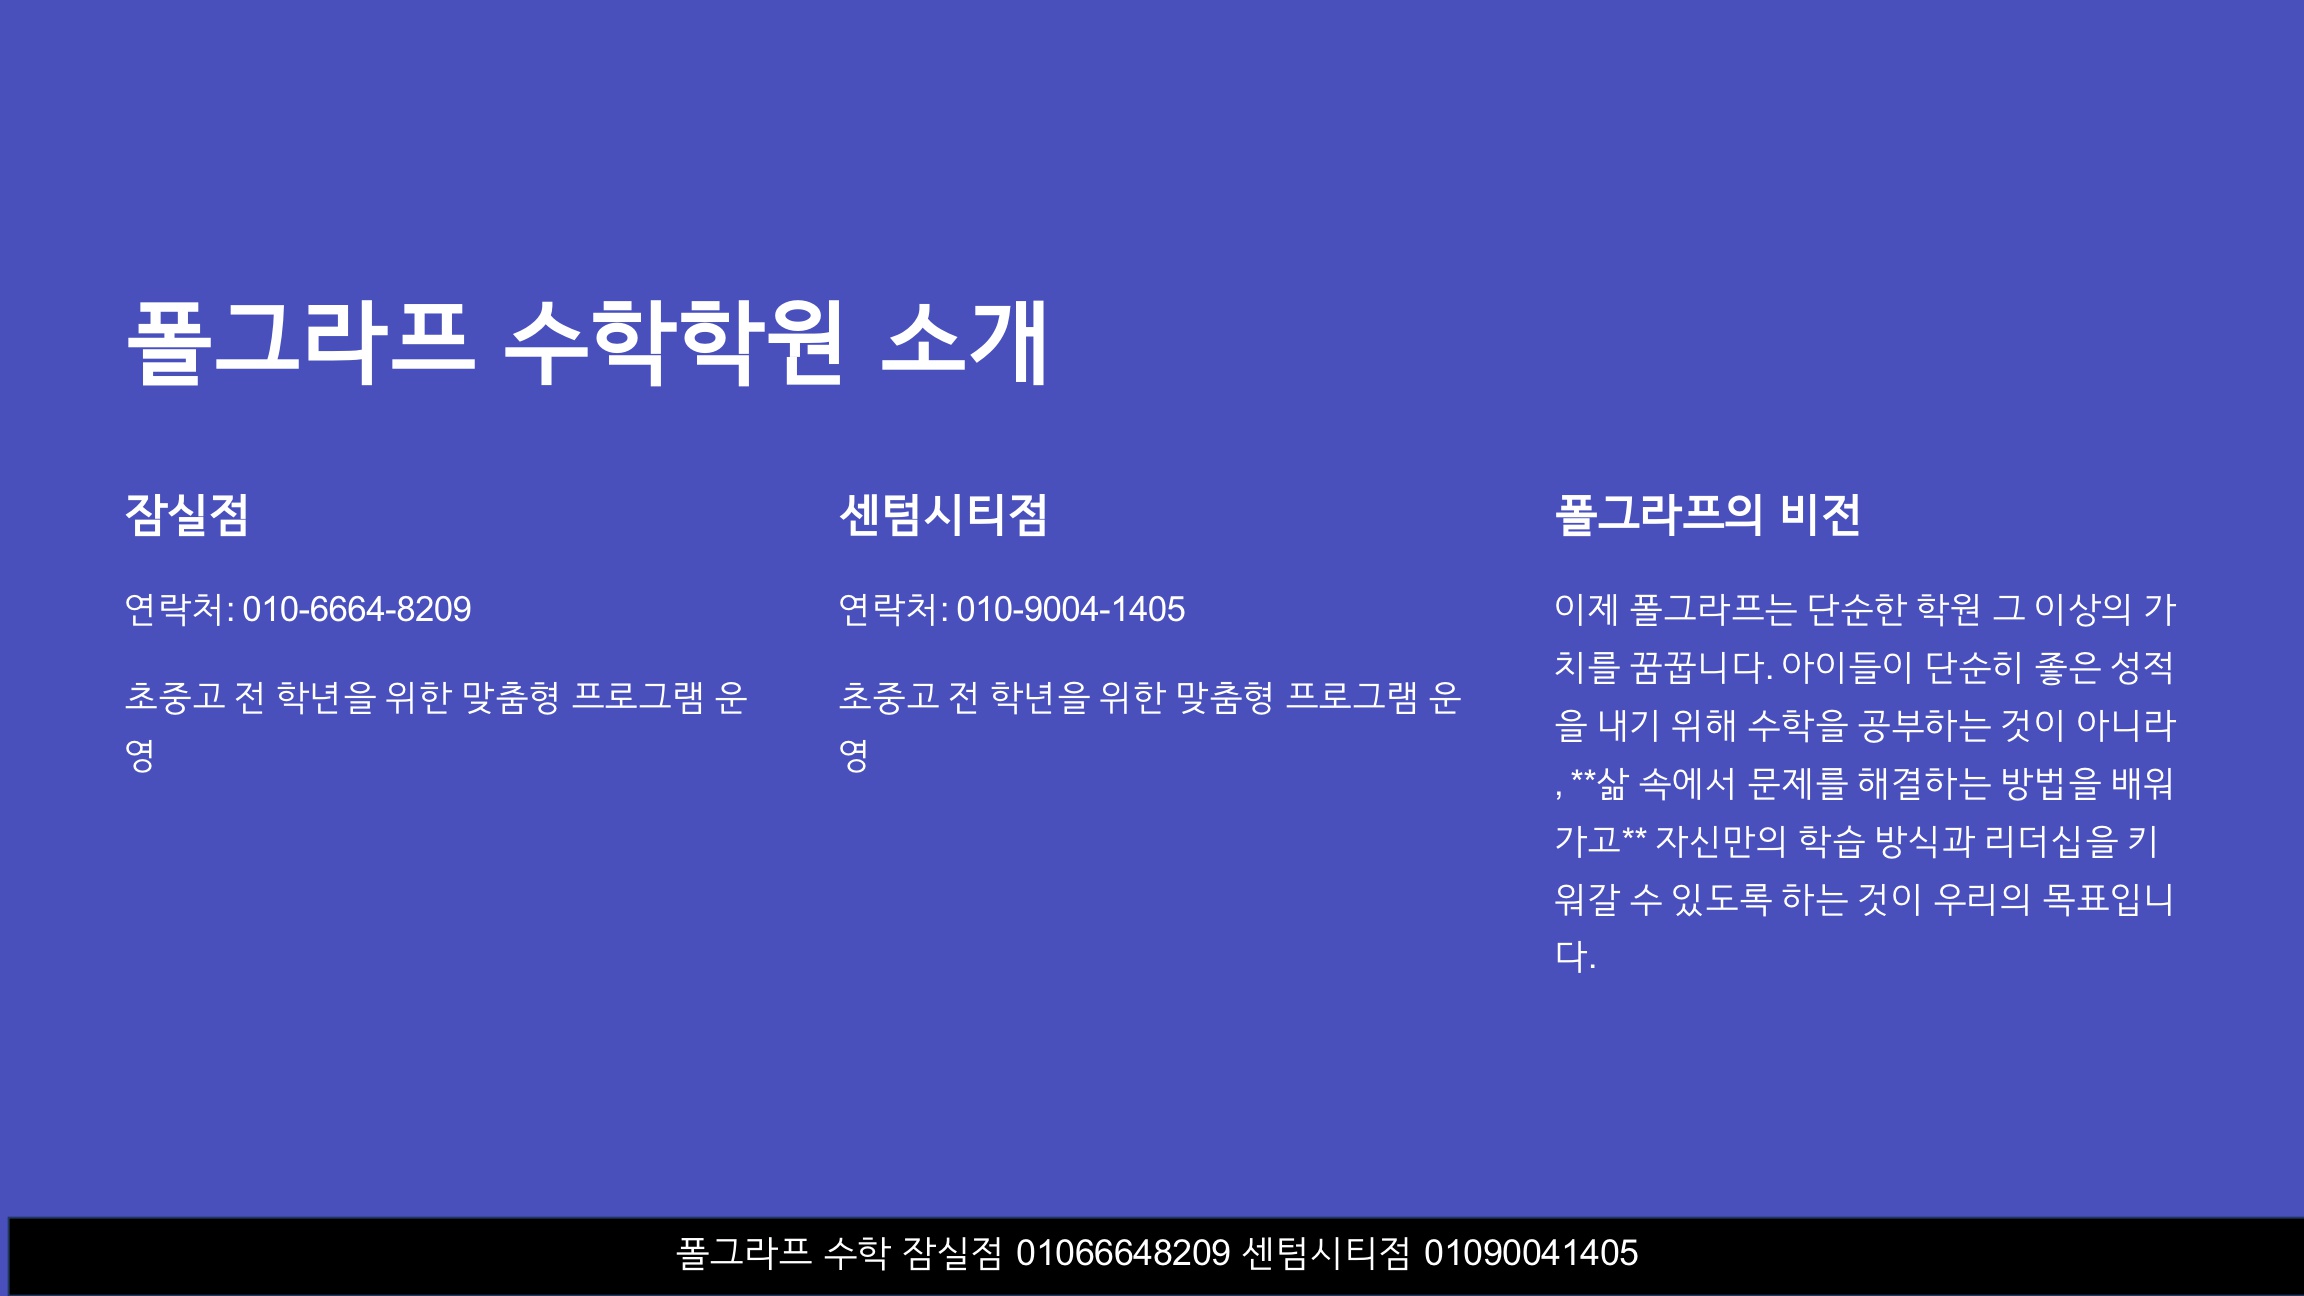 폴그라프 수학학원 소개
잠실점
연락처: 010-6664-8209
초중고 전 학년을 위한 맞춤형 프로그램 운
영
센텀시티점
연락처: 010-9004-1405
초중고 전 학년을 위한 맞춤형 프로그램 운
영
폴그라프의 비전
이제 폴그라프는 단순한 학원 그 이상의 가
치를 꿈꿉니다. 아이들이 단순히 좋은 성적
을 내기 위해 수학을 공부하는 것이 아니라
, **삶 속에서 문제를 해결하는 방법을 배워
가고** 자신만의 학습 방식과 리더십을 키
워갈 수 있도록 하는 것이 우리의 목표입니
다.
폴그라프 수학 잠실점 01066648209 센텀시티점 01090041405